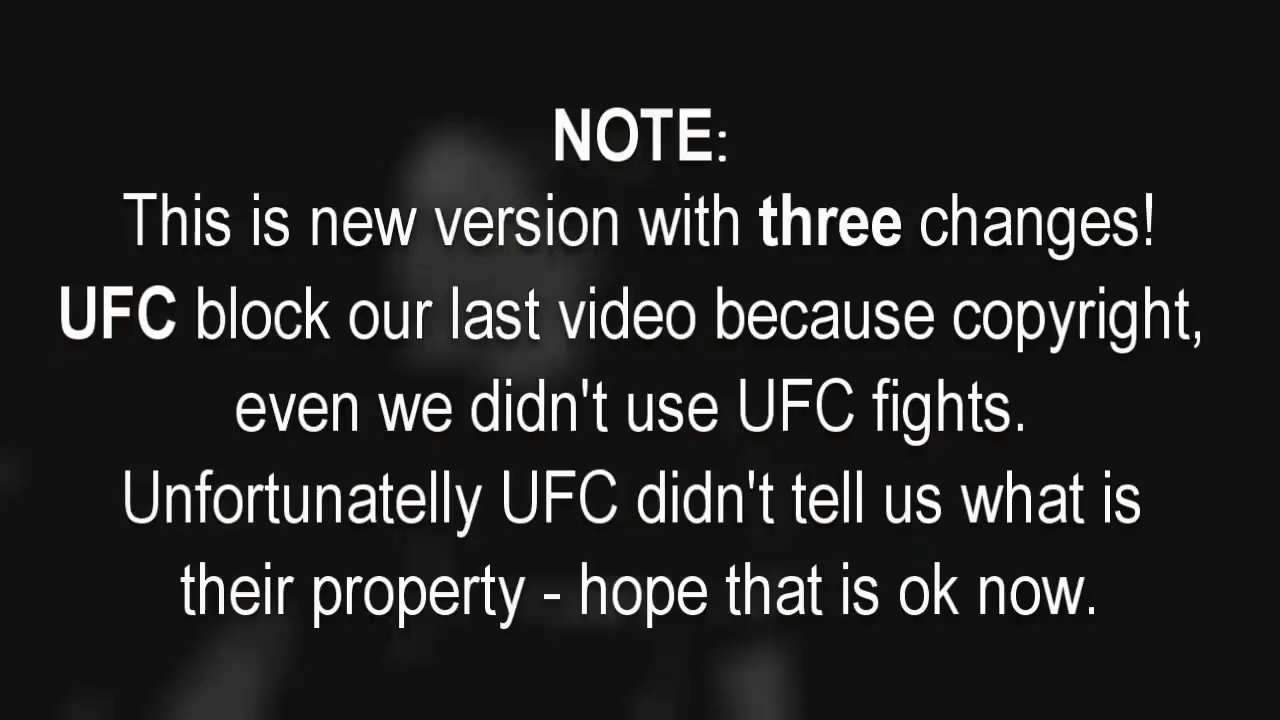 NOTE:
This is new version with three changes!
UFC block our last video because copyright,
even we didn't use UFC fights.
Unfortunatelly UFC didn't tell us what is
their property - hope that is ok now.